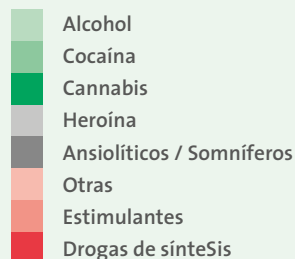 Alcohol
Cocaína
Cannabis
Heroína
Ansiolíticos / Somníferos
Otras
Estimulantes
Drogas de sínteSis